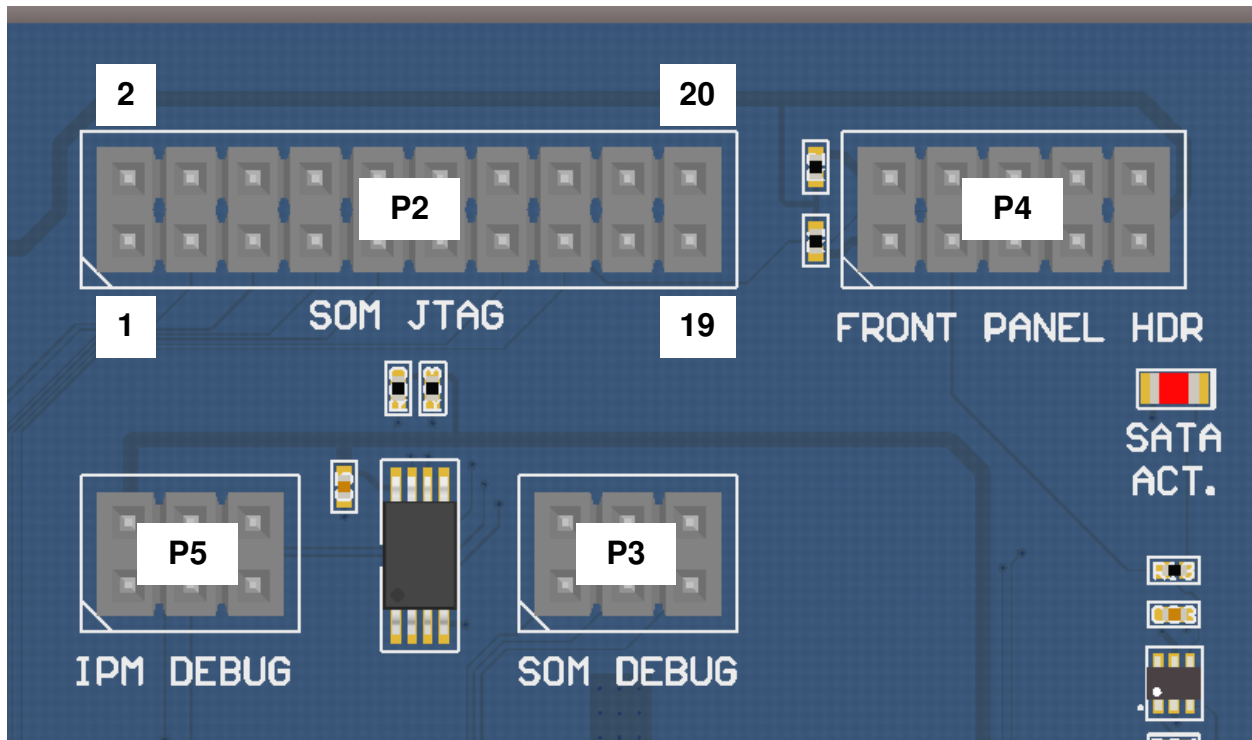 2
20
P2
P4
1
SOM JTAG
19
FRONT PANEL HDR
SATA
ACT.
P5
P3
IPM DEBUG
SOM DEBUG